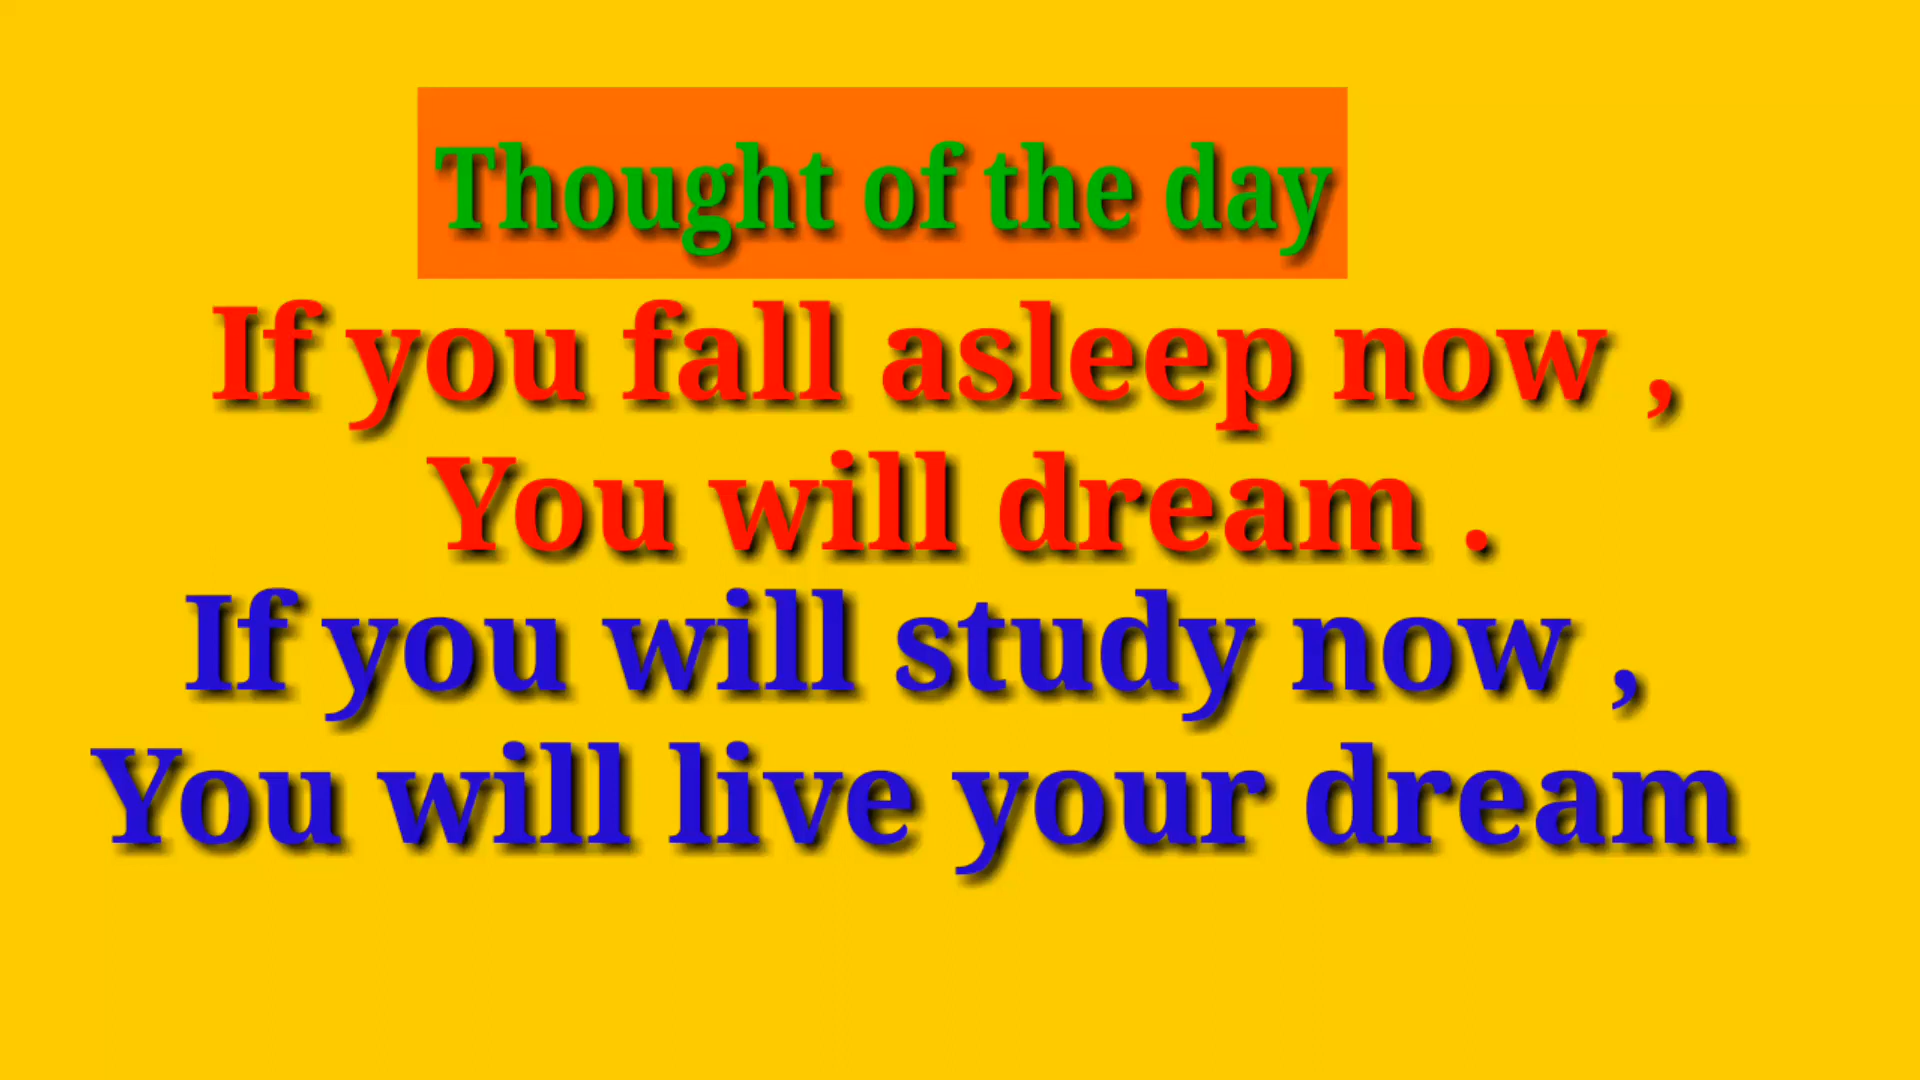 Thought of the day
If you fall asleep now ,
You will dream .
If you will study now ,
You will live your dream